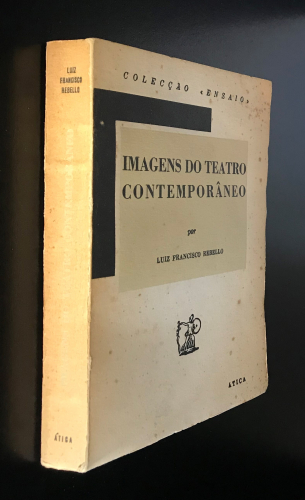 LUIZ
FRANCISCO
REBELLO
ÁTICA
COLECÇÃO «ENSAIO»
IMAGENS DO TEATRO
CONTEMPORÂNEO
por
LUIZ FRANCISCO REBELLO
ÁTICA